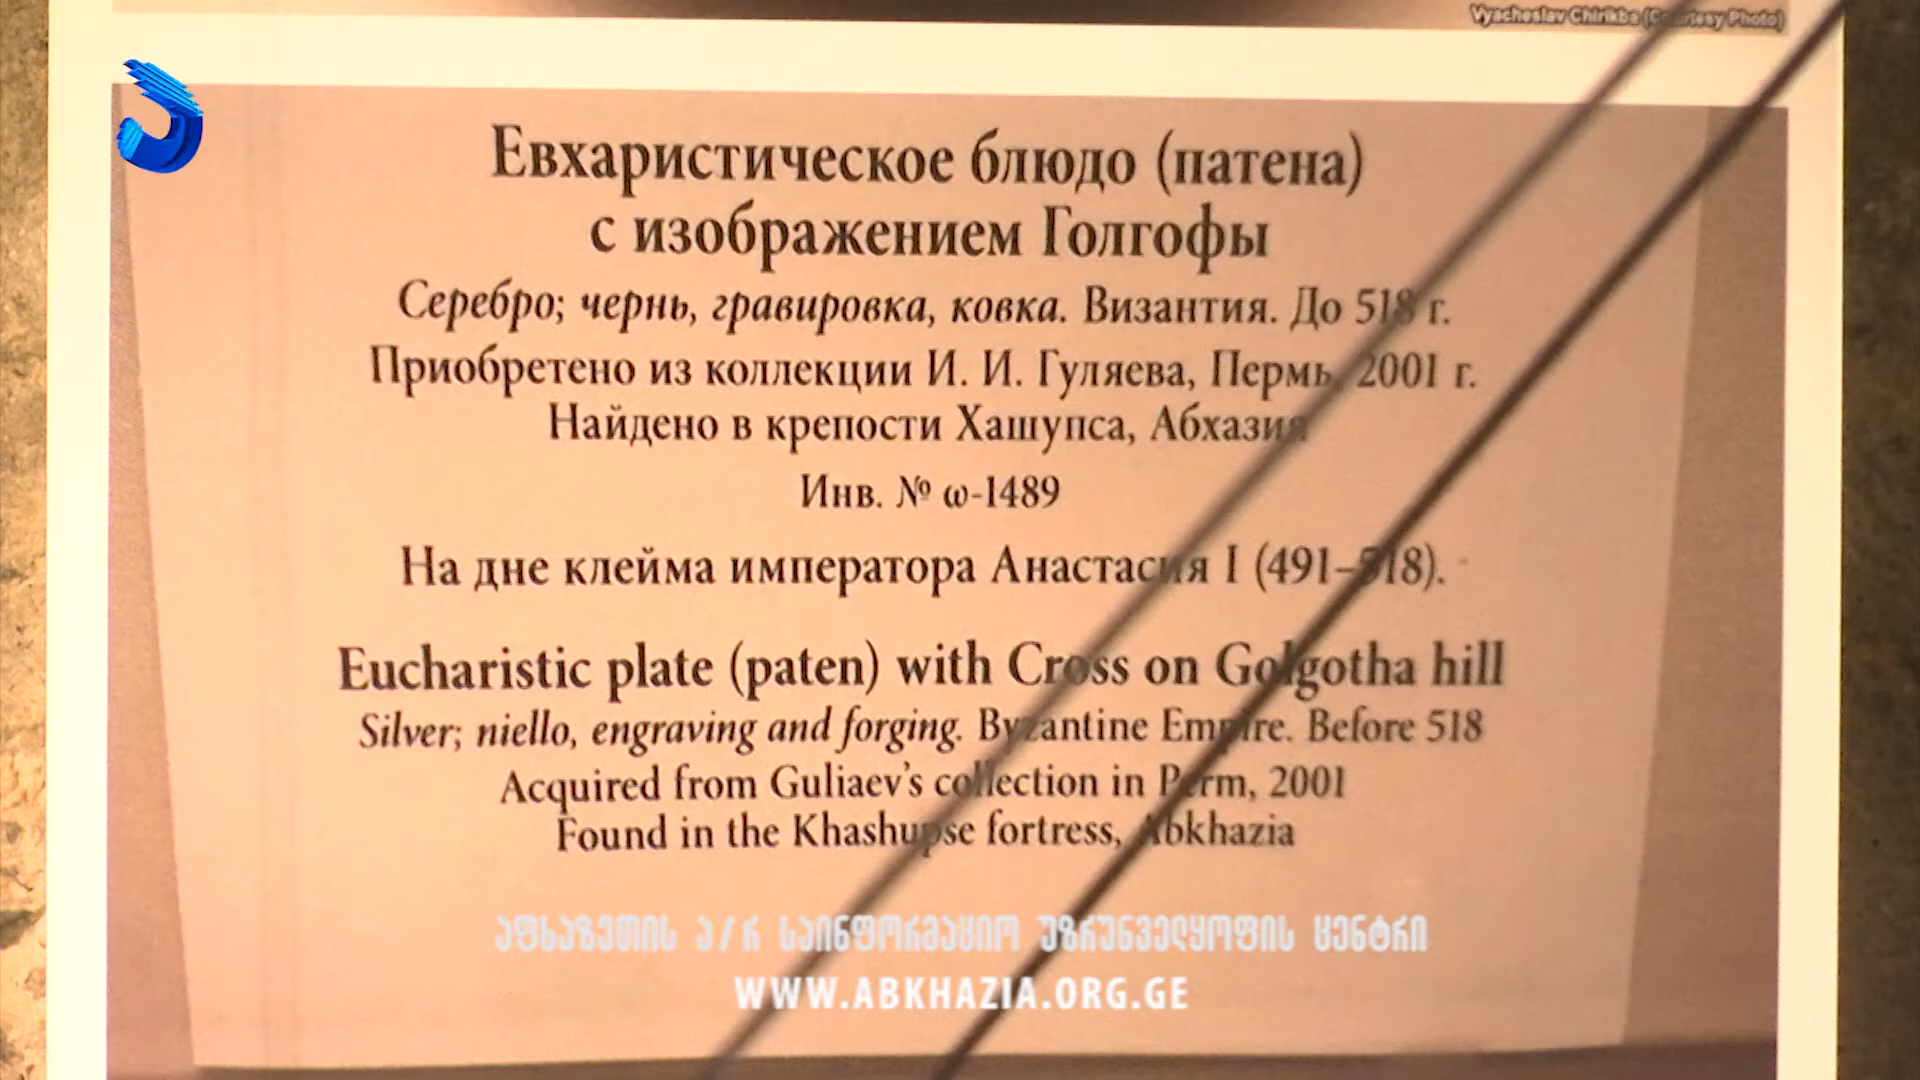 Vyacheslav Chirikba (Courtesy Photo)
Евхаристическое блюдо (патена)
с изображением Голгофы
Серебро; чернь, гравировка, ковка. Византия. До 518 г.
Приобретено из коллекции И. И. Гуляева, Пермь, 2001 г.
Найдено в крепости Хашупса, Абхазия
Инв. № ω-1489
На дне клейма императора Анастасия I (491–518).
Eucharistic plate (paten) with Cross on Golgotha hill
Silver; niello, engraving and forging. Byzantine Empire. Before 518
Acquired from Guliaev's collection in Perm, 2001
Found in the Khashupse fortress, Abkhazia
აფხაზეთის ა/რ საინფორმაციო უზრუნველყოფის ცენტრი
WWW.ABKHAZIA.ORG.GE